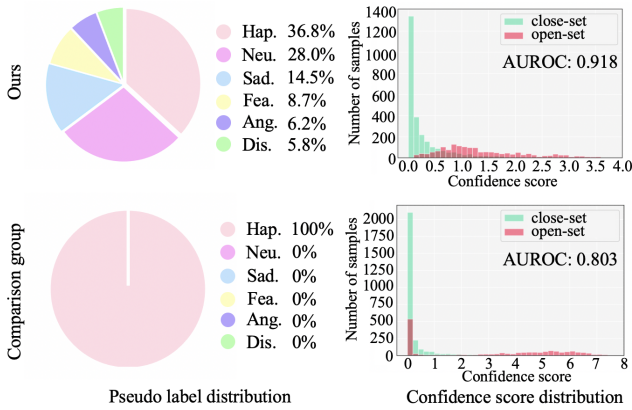 Ours
Hap. 36.8%
Neu. 28.0%
Sad. 14.5%
Fea. 8.7%
Ang. 6.2%
Dis. 5.8%
Number of samples
1400
1200
1000
800
600
400
200
0
close-set
open-set
AUROC: 0.918
0.0 0.5 1.0 1.5 2.0 2.5 3.0 3.5 4.0
Confidence score
Comparison group
Hap. 100%
Neu. 0%
Sad. 0%
Fea. 0%
Ang. 0%
Dis. 0%
Number of samples
2000
1750
1500
1250
1000
750
500
250
0
close-set
open-set
AUROC: 0.803
0 1 2 3 4 5 6 7 8
Confidence score
Pseudo label distribution
Confidence score distribution